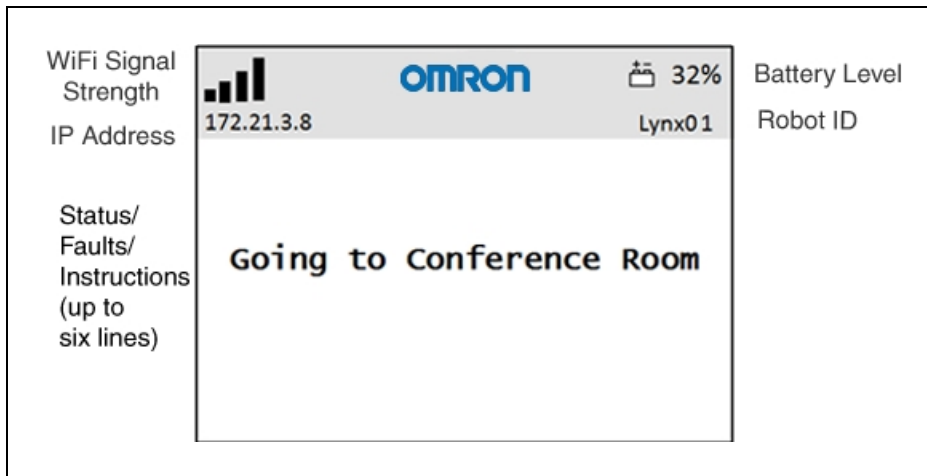 WiFi Signal
Strength
IP Address
OMRON
32%
172.21.3.8
Lynx01
Battery Level
Robot ID
Status/
Faults/
Instructions
(up to
six lines)
Going to Conference Room